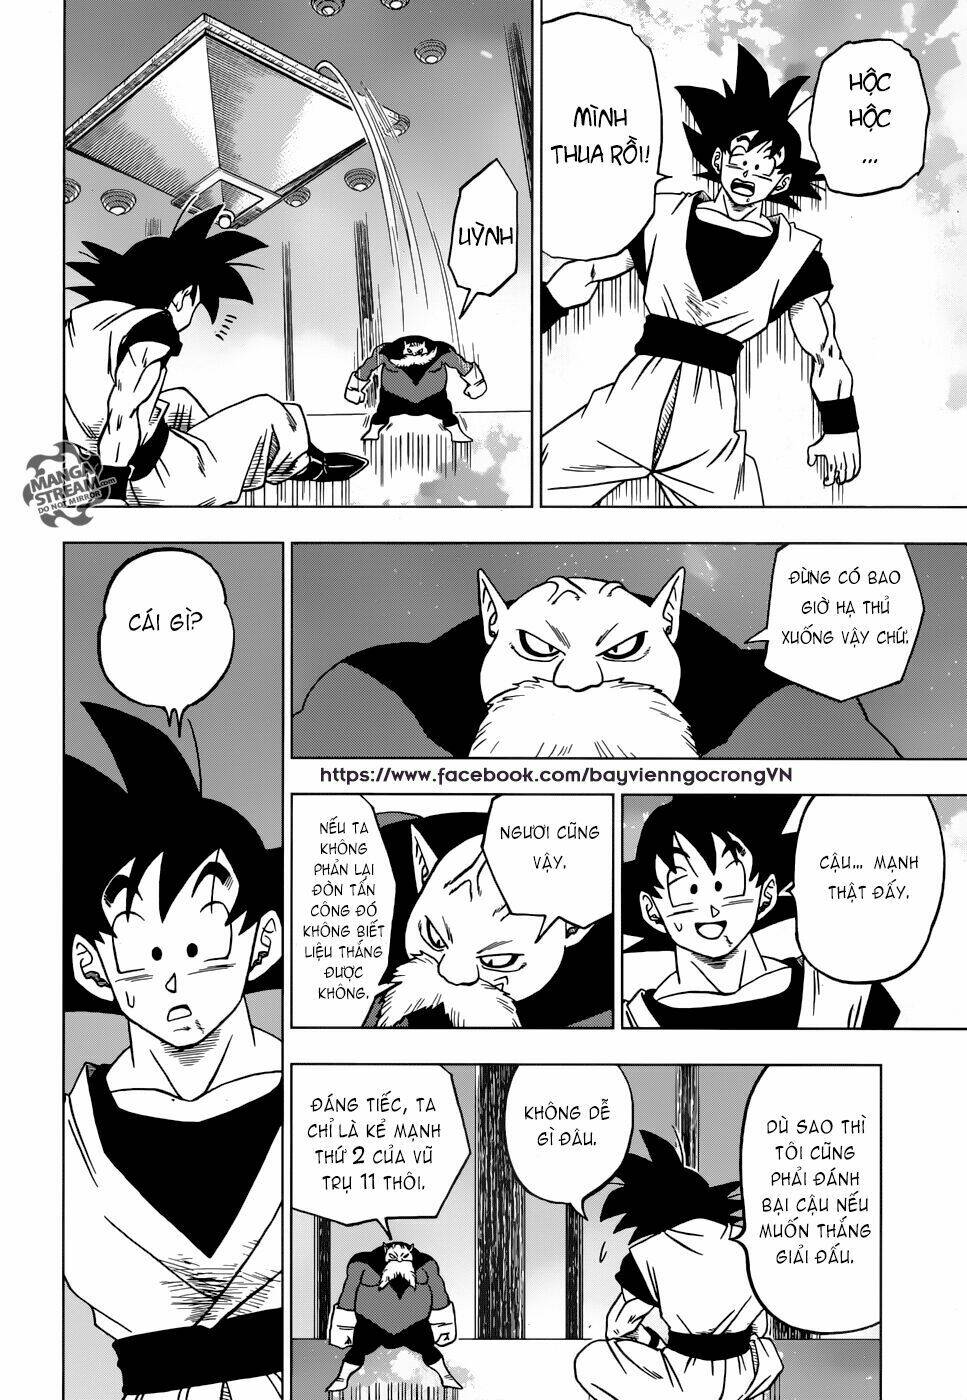 UỲNH
HỘC
HỘC
...
MÌNH
THUA RỒI!
MANGA
STREAM.com
DO NOT MIRROR
CÁI GÌ?
ĐỪNG CÓ BAO
GIỜ HẠ THỦ
XUỐNG VẬY CHỨ.
https://www.facebook.com/bayvienngocrongVN
NẾU TA
KHÔNG
PHẢN LẠI
ĐÒN TẤN
CÔNG ĐÓ
KHÔNG BIẾT
LIỆU THẮNG
ĐƯỢC
KHÔNG.
NGƯƠI CŨNG
VẬY.
CẬU... MẠNH
THẬT ĐẤY.
ĐÁNG TIẾC, TA
CHỈ LÀ KẺ MẠNH
THỨ 2 CỦA VŨ
TRỤ 11 THÔI.
KHÔNG DỄ
GÌ ĐÂU.
DÙ SAO THÌ
TÔI CŨNG
PHẢI ĐÁNH
BẠI CẬU NẾU
MUỐN THẮNG
GIẢI ĐẤU.